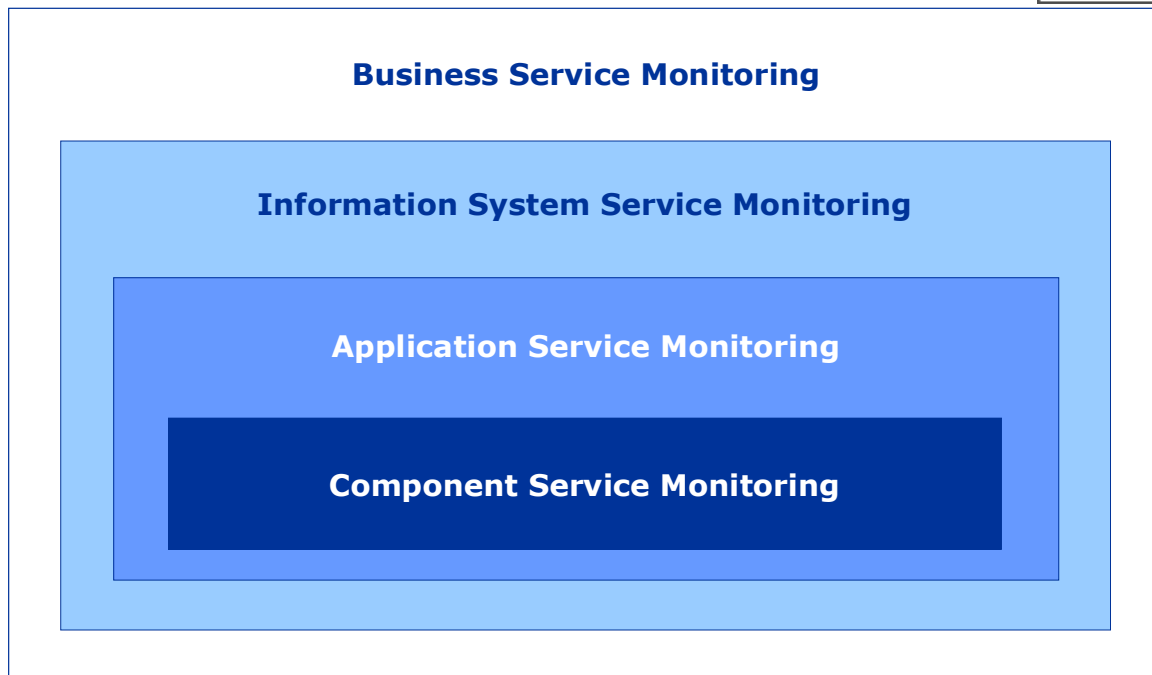 Business Service Monitoring
Information System Service Monitoring
Application Service Monitoring
Component Service Monitoring